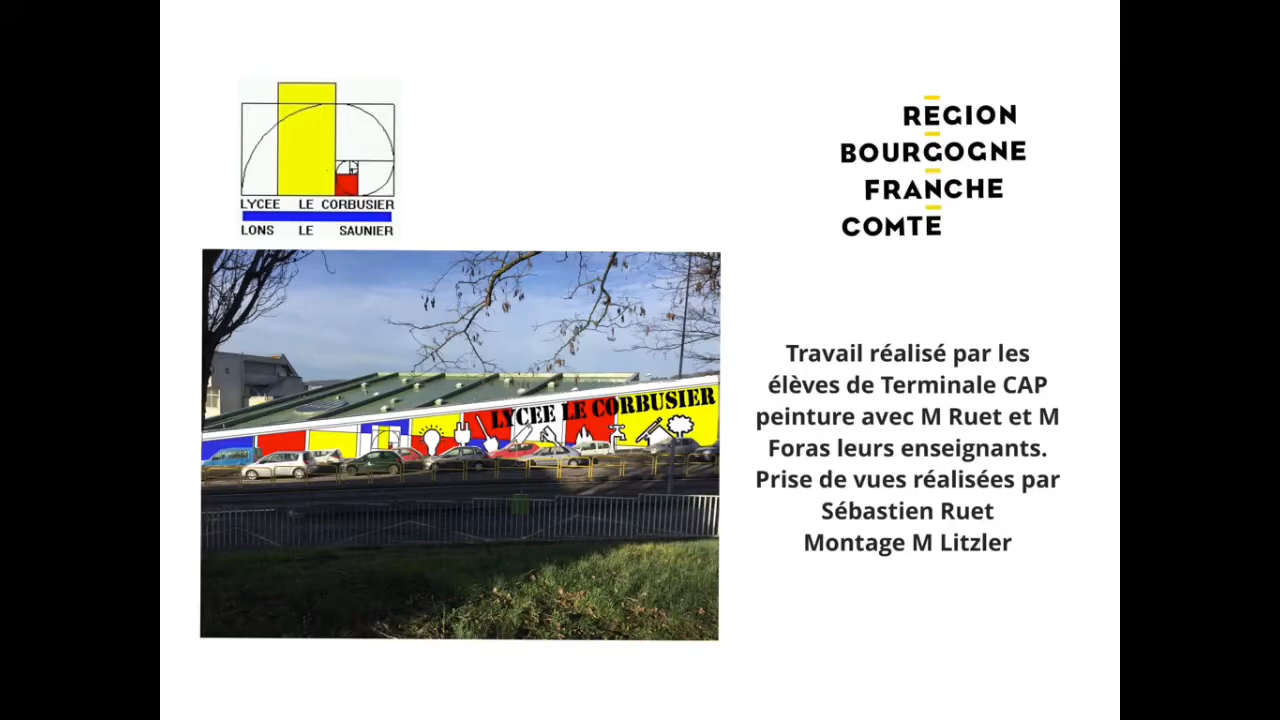 LYCEE LE CORBUSIER
LONS LE SAUNIER
REGION
BOURGOGNE
FRANCHE
COMTE
LYCEE LE CORBUSIER
Travail réalisé par les
élèves de Terminale CAP
peinture avec M Ruet et M
Foras leurs enseignants.
Prise de vues réalisées par
Sébastien Ruet
Montage M Litzler